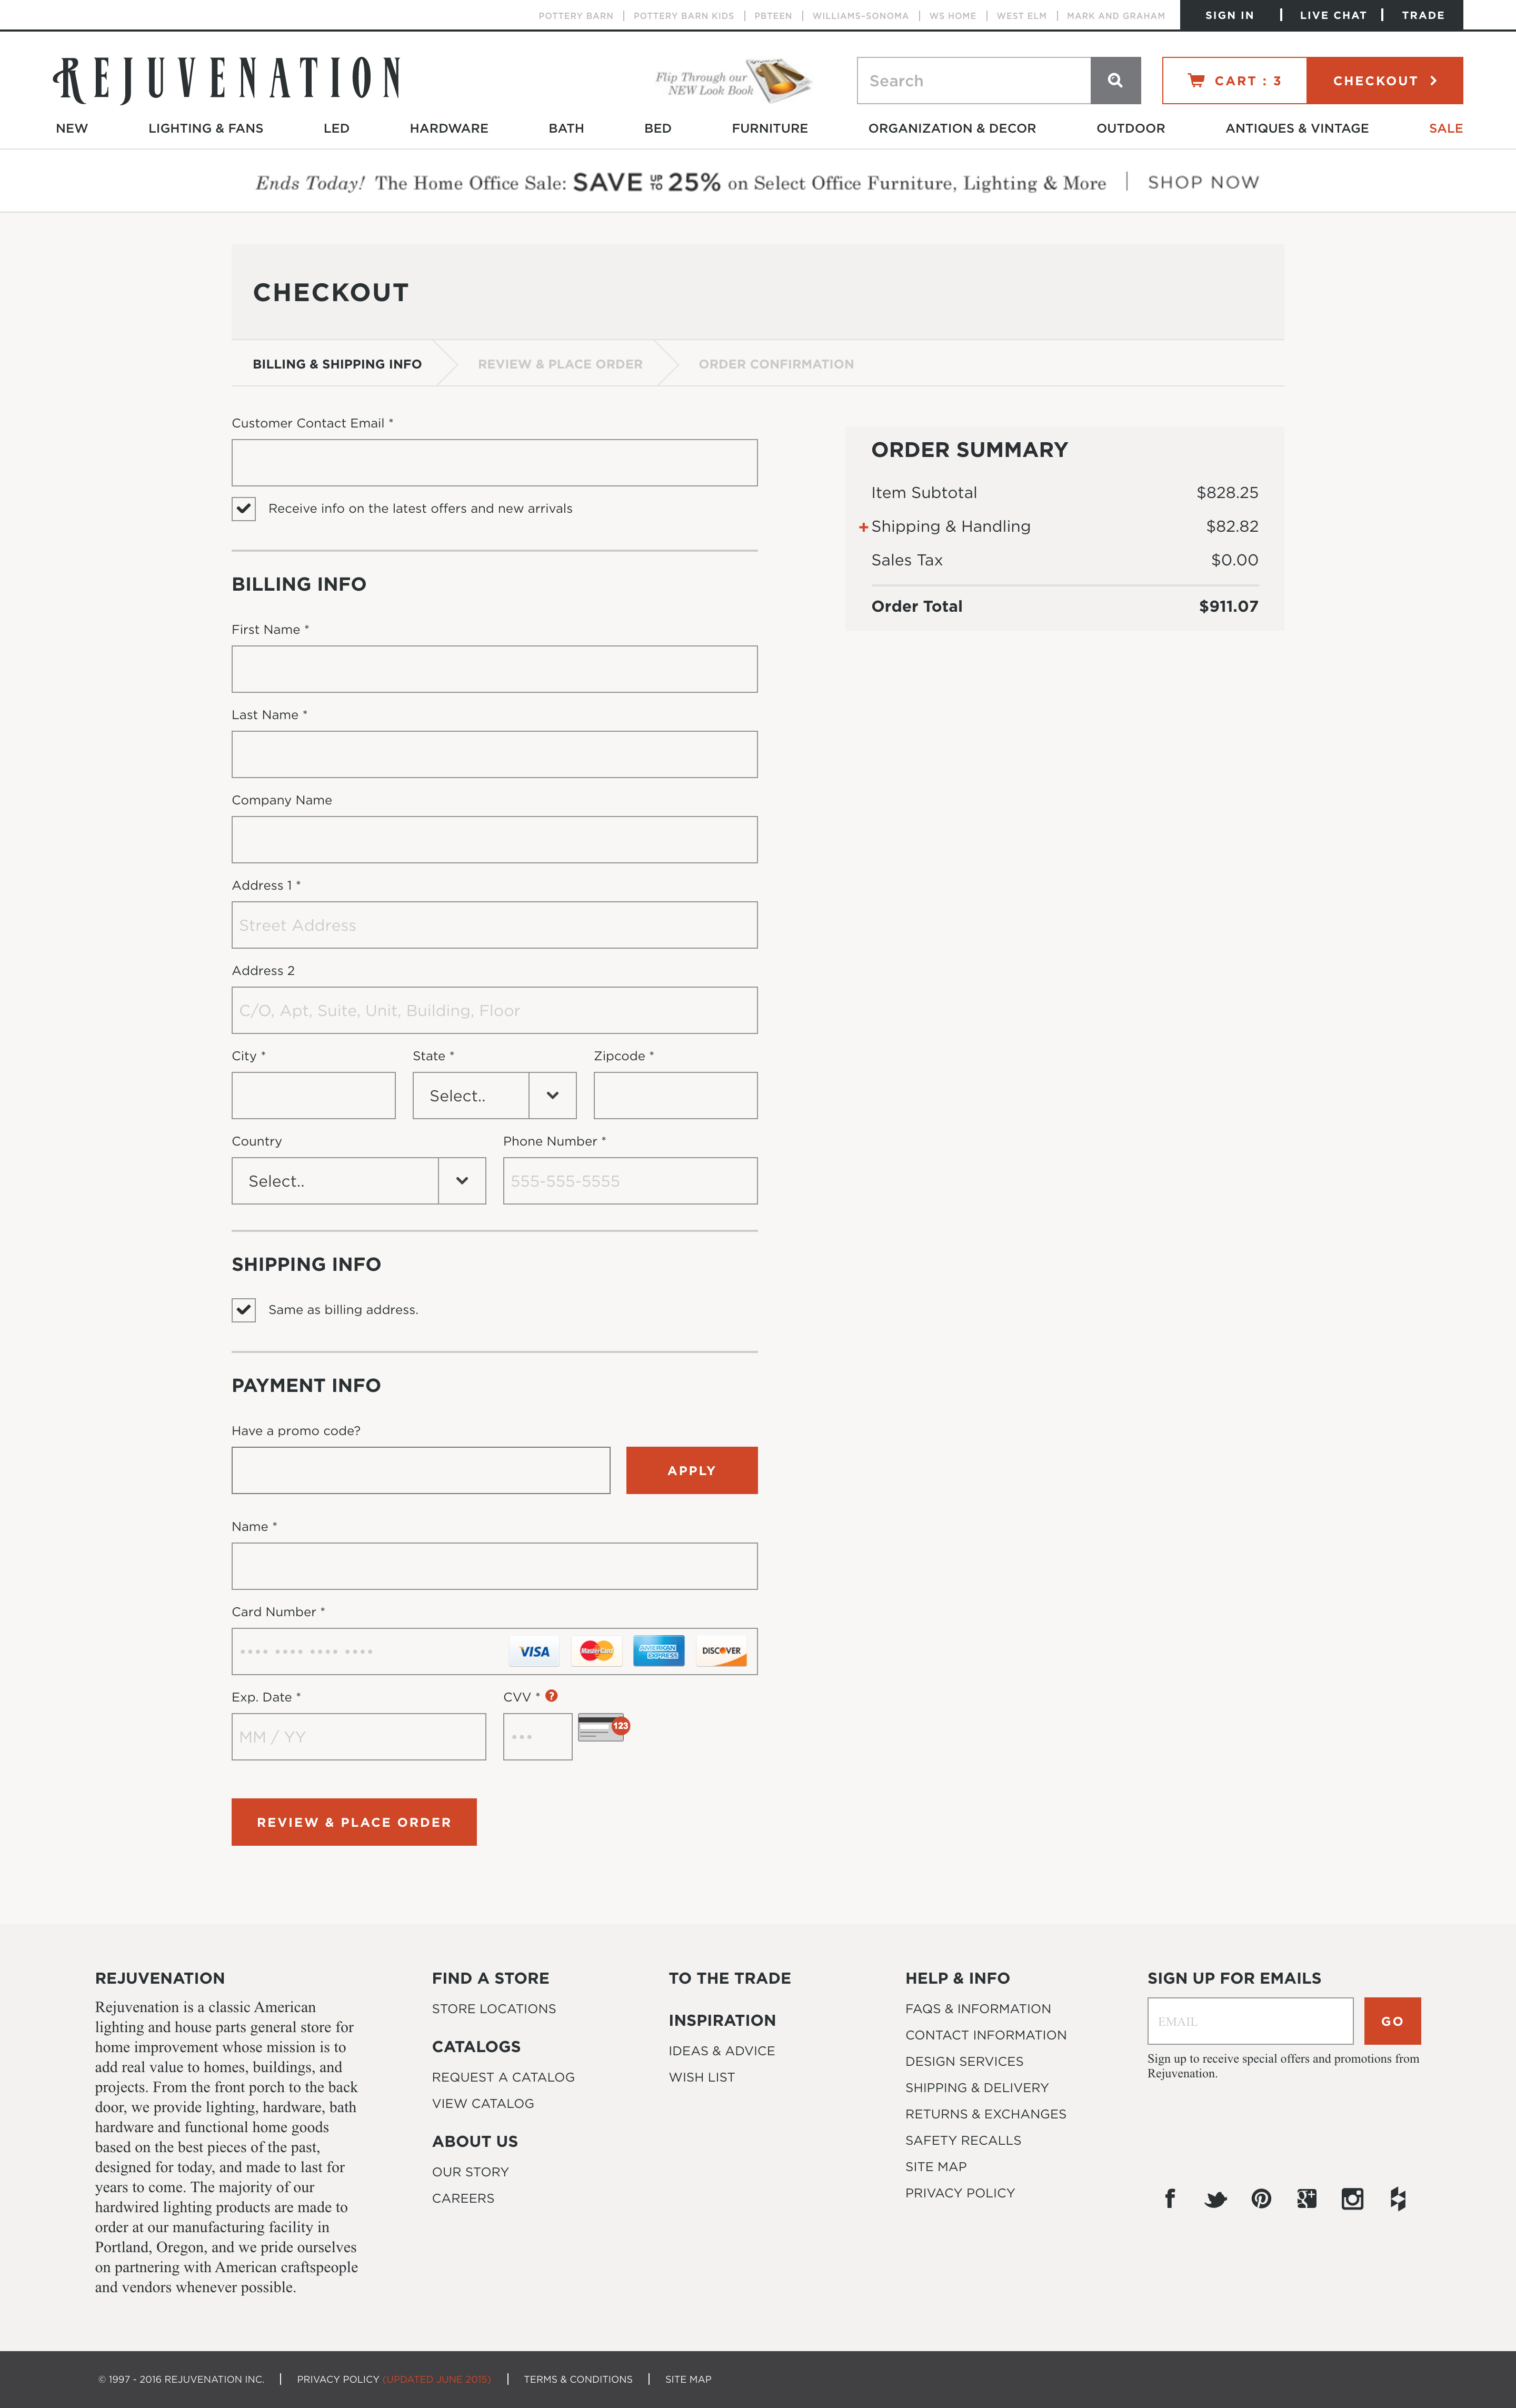 POTTERY BARN | POTTERY BARN KIDS | PBTEEN | WILLIAMS-SONOMA | WS HOME | WEST ELM | MARK AND GRAHAM SIGN IN | LIVE CHAT | TRADE
REJUVENATION
Flip Through our
NEW Look Book
Search
CART : 3
CHECKOUT
NEW LIGHTING & FANS LED HARDWARE BATH BED FURNITURE ORGANIZATION & DECOR OUTDOOR ANTIQUES & VINTAGE SALE
Ends Today! The Home Office Sale: SAVE UP TO 25% on Select Office Furniture, Lighting & More | SHOP NOW
CHECKOUT
BILLING & SHIPPING INFO REVIEW & PLACE ORDER ORDER CONFIRMATION
Customer Contact Email *
Receive info on the latest offers and new arrivals
ORDER SUMMARY
Item Subtotal $828.25
+ Shipping & Handling $82.82
Sales Tax $0.00
Order Total $911.07
BILLING INFO
First Name *
Last Name *
Company Name
Address 1 *
Street Address
Address 2
C/O, Apt, Suite, Unit, Building, Floor
City * State * Zipcode *
Select..
Country Phone Number *
Select.. 555-555-5555
SHIPPING INFO
Same as billing address.
PAYMENT INFO
Have a promo code?
APPLY
Name *
Card Number *
•••• •••• •••• •••• VISA MasterCard AMERICAN EXPRESS DISCOVER
Exp. Date * CVV * ?
MM / YY ••• 123
REVIEW & PLACE ORDER
REJUVENATION
Rejuvenation is a classic American
lighting and house parts general store for
home improvement whose mission is to
add real value to homes, buildings, and
projects. From the front porch to the back
door, we provide lighting, hardware, bath
hardware and functional home goods
based on the best pieces of the past,
designed for today, and made to last for
years to come. The majority of our
hardwired lighting products are made to
order at our manufacturing facility in
Portland, Oregon, and we pride ourselves
on partnering with American craftspeople
and vendors whenever possible.
FIND A STORE
STORE LOCATIONS
CATALOGS
REQUEST A CATALOG
VIEW CATALOG
ABOUT US
OUR STORY
CAREERS
TO THE TRADE
INSPIRATION
IDEAS & ADVICE
WISH LIST
HELP & INFO
FAQS & INFORMATION
CONTACT INFORMATION
DESIGN SERVICES
SHIPPING & DELIVERY
RETURNS & EXCHANGES
SAFETY RECALLS
SITE MAP
PRIVACY POLICY
SIGN UP FOR EMAILS
EMAIL GO
Sign up to receive special offers and promotions from
Rejuvenation.
© 1997 - 2016 REJUVENATION INC. | PRIVACY POLICY (UPDATED JUNE 2015) | TERMS & CONDITIONS | SITE MAP